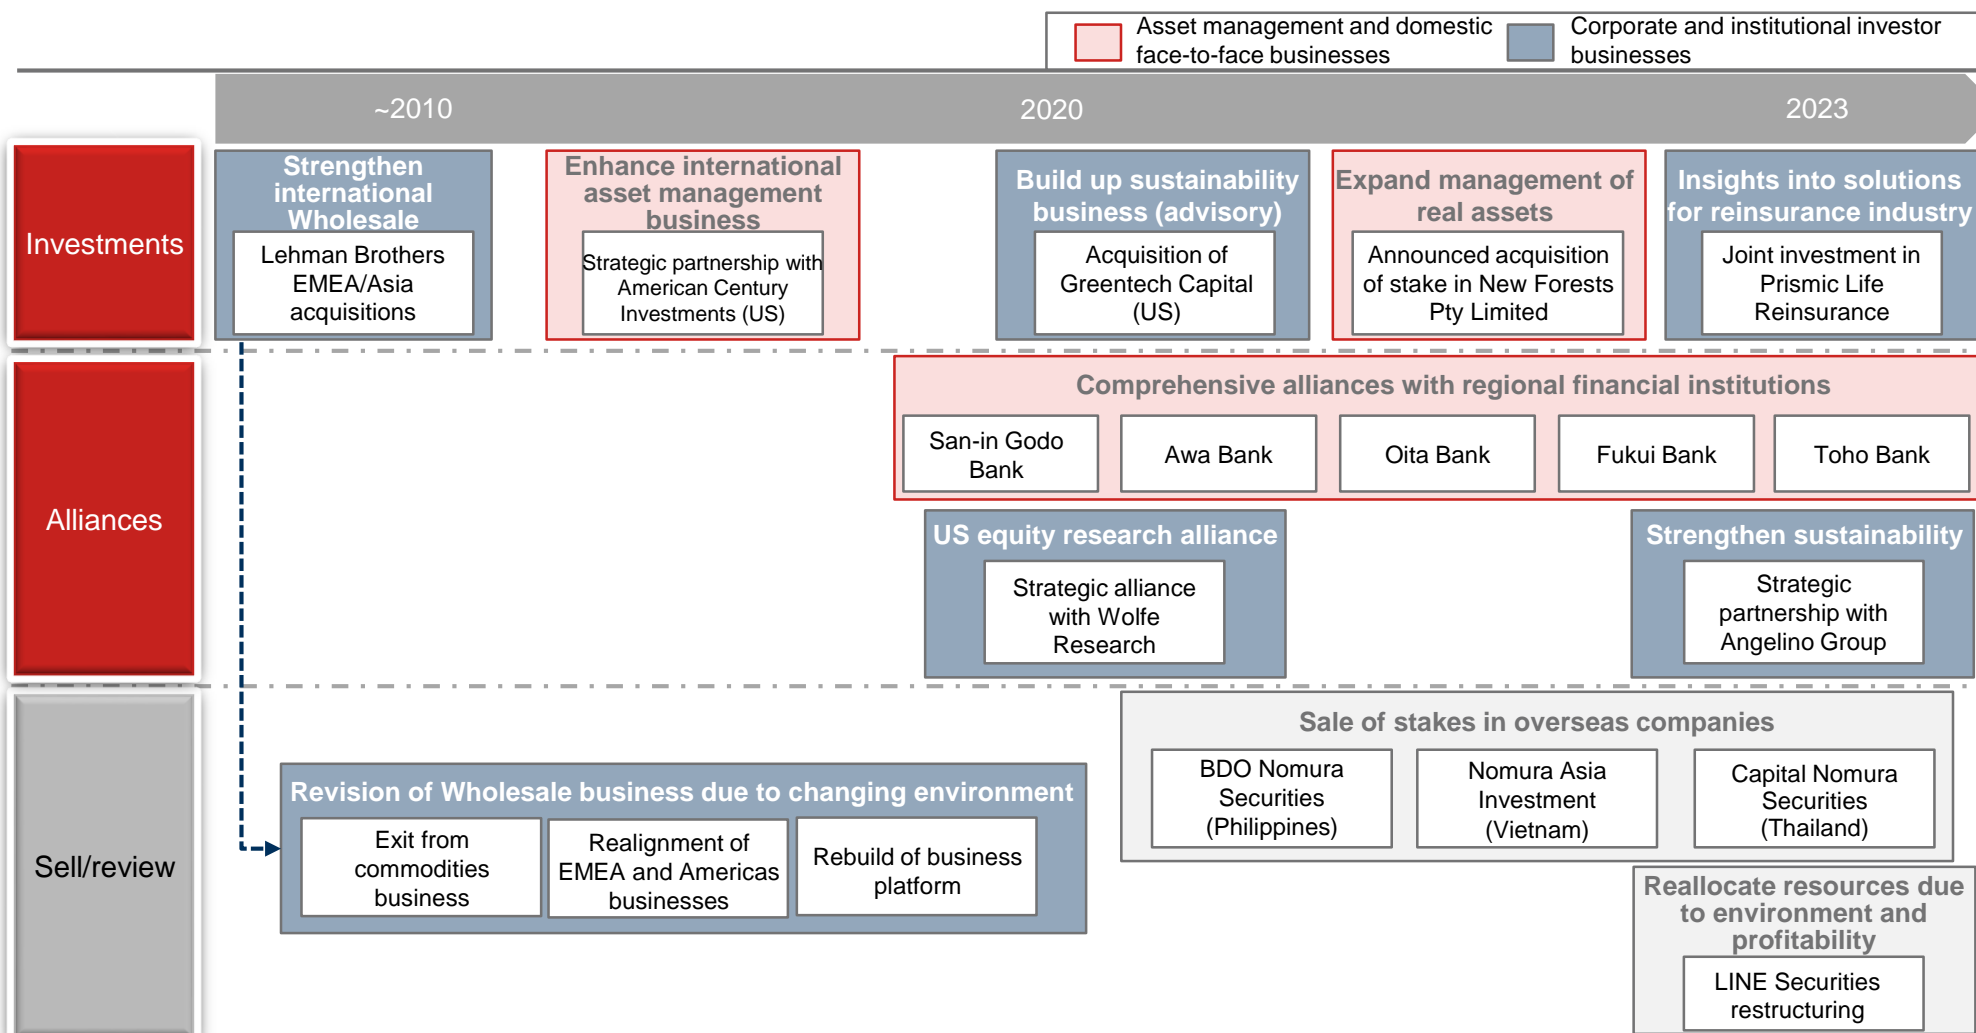 Asset management and domestic
face-to-face businesses
Corporate and institutional investor
businesses
~2010
2020
2023
Investments
Strengthen
international
Wholesale
Lehman Brothers
EMEA/Asia
acquisitions
Enhance international
asset management
business
Strategic partnership with
American Century
Investments (US)
Build up sustainability
business (advisory)
Acquisition of
Greentech Capital
(US)
Expand management of
real assets
Announced acquisition
of stake in New Forests
Pty Limited
Insights into solutions
for reinsurance industry
Joint investment in
Prismic Life
Reinsurance
Alliances
Comprehensive alliances with regional financial institutions
San-in Godo
Bank
Awa Bank
Oita Bank
Fukui Bank
Toho Bank
US equity research alliance
Strategic alliance
with Wolfe
Research
Strengthen sustainability
Strategic
partnership with
Angelino Group
Sell/review
Revision of Wholesale business due to changing environment
Exit from
commodities
business
Realignment of
EMEA and Americas
businesses
Rebuild of business
platform
Sale of stakes in overseas companies
BDO Nomura
Securities
(Philippines)
Nomura Asia
Investment
(Vietnam)
Capital Nomura
Securities
(Thailand)
Reallocate resources due
to environment and
profitability
LINE Securities
restructuring